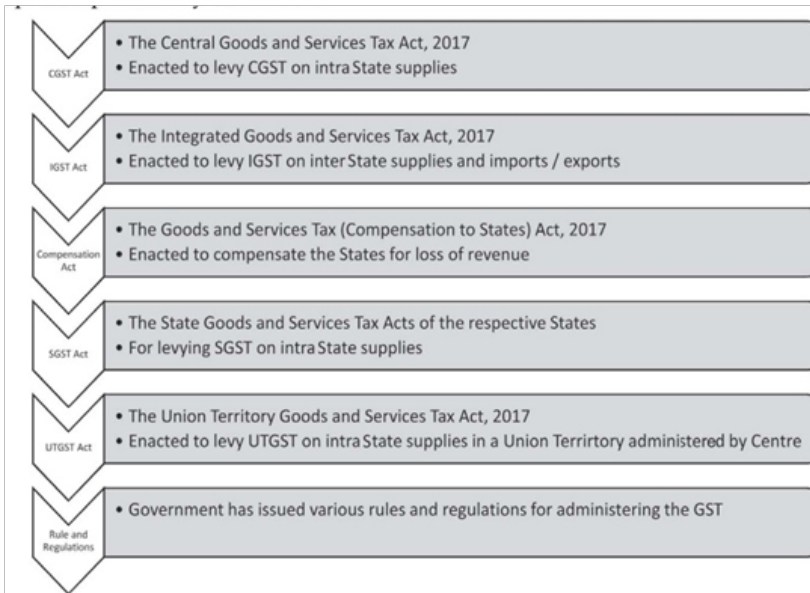 CGST Act
• The Central Goods and Services Tax Act, 2017
• Enacted to levy CGST on intra State supplies
IGST Act
• The Integrated Goods and Services Tax Act, 2017
• Enacted to levy IGST on inter State supplies and imports / exports
Compensation
Act
• The Goods and Services Tax (Compensation to States) Act, 2017
• Enacted to compensate the States for loss of revenue
SGST Act
• The State Goods and Services Tax Acts of the respective States
• For levying SGST on intra State supplies
UTGST Act
• The Union Territory Goods and Services Tax Act, 2017
• Enacted to levy UTGST on intra State supplies in a Union Terrirtory administered by Centre
Rule and
Regulations
• Government has issued various rules and regulations for administering the GST